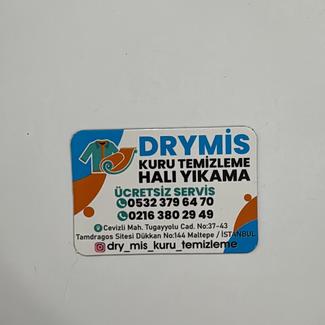 DRYMİS
KURU TEMİZLEME
HALI YIKAMA
ÜCRETSİZ SERVİS
0532 379 64 70
0216 380 29 49
Cevizli Mah. Tugayyolu Cad. No:37-43
Tamdragos Sitesi Dükkan No:144 Maltepe / İSTANBUL
dry_mis_kuru_temizleme